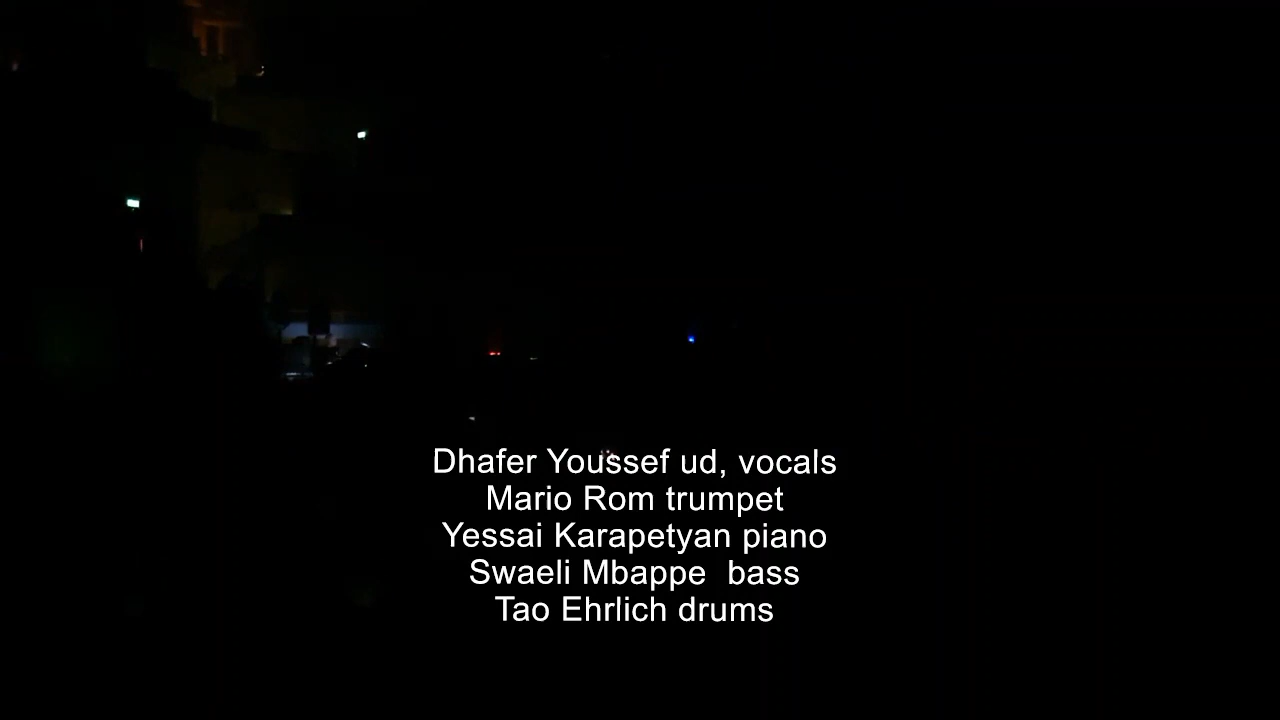 Dhafer Youssef ud, vocals
Mario Rom trumpet
Yessai Karapetyan piano
Swaeli Mbappe  bass
Tao Ehrlich drums